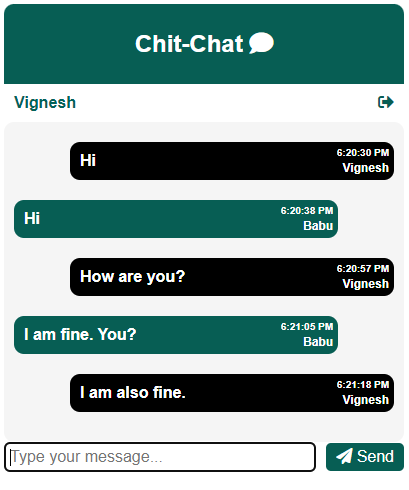 Chit-Chat
Vignesh
Hi
6:20:30 PM
Vignesh
Hi
6:20:38 PM
Babu
How are you?
6:20:57 PM
Vignesh
I am fine. You?
6:21:05 PM
Babu
I am also fine.
6:21:18 PM
Vignesh
Type your message...
Send